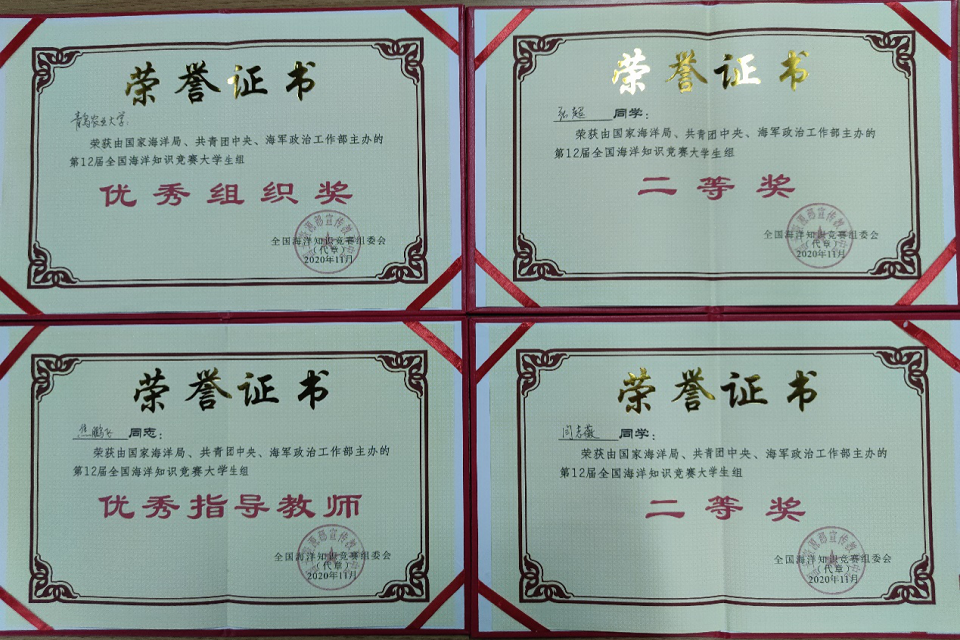 荣誉证书
青岛农业大学:
荣获由国家海洋局、共青团中央、海军政治工作部主办的
第12届全国海洋知识竞赛大学生组
优秀组织奖
全国海洋知识竞赛组委会
（代章）
2020年11月
荣誉证书
张超 同学：
荣获由国家海洋局、共青团中央、海军政治工作部主办的
第12届全国海洋知识竞赛大学生组
二等奖
全国海洋知识竞赛组委会
（代章）
2020年11月
荣誉证书
同志：
荣获由国家海洋局、共青团中央、海军政治工作部主办的
第12届全国海洋知识竞赛大学生组
优秀指导教师
全国海洋知识竞赛组委会
（代章）
2020年11月
荣誉证书
同学：
荣获由国家海洋局、共青团中央、海军政治工作部主办的
第12届全国海洋知识竞赛大学生组
二等奖
全国海洋知识竞赛组委会
（代章）
2020年11月